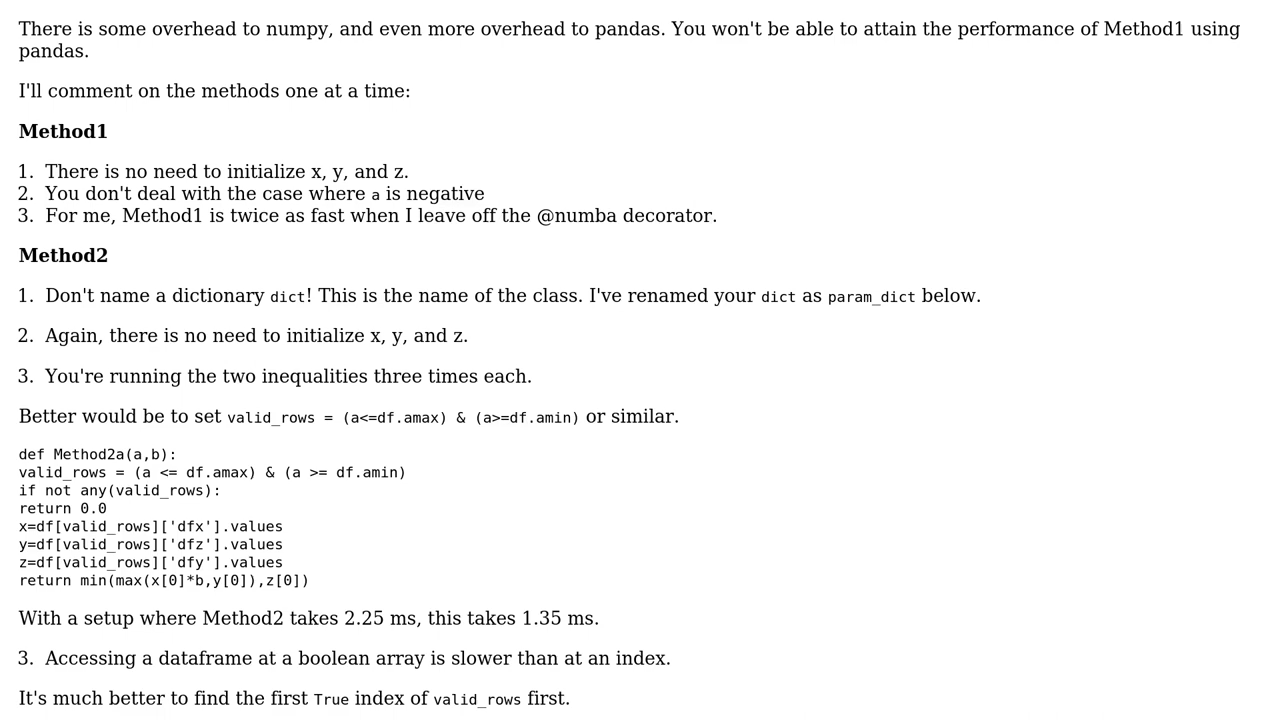 There is some overhead to numpy, and even more overhead to pandas. You won't be able to attain the performance of Method1 using
pandas.
I'll comment on the methods one at a time:
Method1
1. There is no need to initialize x, y, and z.
2. You don't deal with the case where a is negative
3. For me, Method1 is twice as fast when I leave off the @numba decorator.
Method2
1. Don't name a dictionary dict! This is the name of the class. I've renamed your dict as param_dict below.
2. Again, there is no need to initialize x, y, and z.
3. You're running the two inequalities three times each.
Better would be to set valid_rows = (a<=df.amax) & (a>=df.amin) or similar.
def Method2a(a,b):
valid_rows = (a <= df.amax) & (a >= df.amin)
if not any(valid_rows):
return 0.0
x=df[valid_rows]['dfx'].values
y=df[valid_rows]['dfz'].values
z=df[valid_rows]['dfy'].values
return min(max(x[0]*b,y[0]),z[0])
With a setup where Method2 takes 2.25 ms, this takes 1.35 ms.
3. Accessing a dataframe at a boolean array is slower than at an index.
It's much better to find the first True index of valid_rows first.